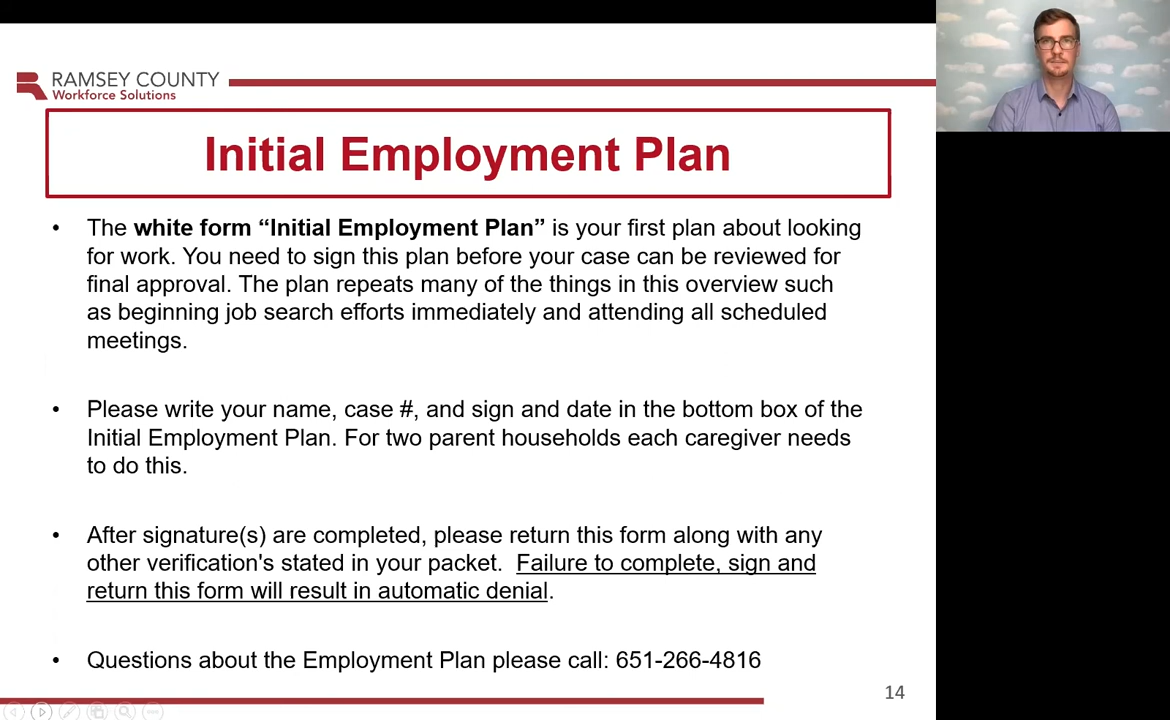 RAMSEY COUNTY
Workforce Solutions
Initial Employment Plan
• The white form “Initial Employment Plan” is your first plan about looking
for work. You need to sign this plan before your case can be reviewed for
final approval. The plan repeats many of the things in this overview such
as beginning job search efforts immediately and attending all scheduled
meetings.
• Please write your name, case #, and sign and date in the bottom box of the
Initial Employment Plan. For two parent households each caregiver needs
to do this.
• After signature(s) are completed, please return this form along with any
other verification's stated in your packet. Failure to complete, sign and
return this form will result in automatic denial.
• Questions about the Employment Plan please call: 651-266-4816
14